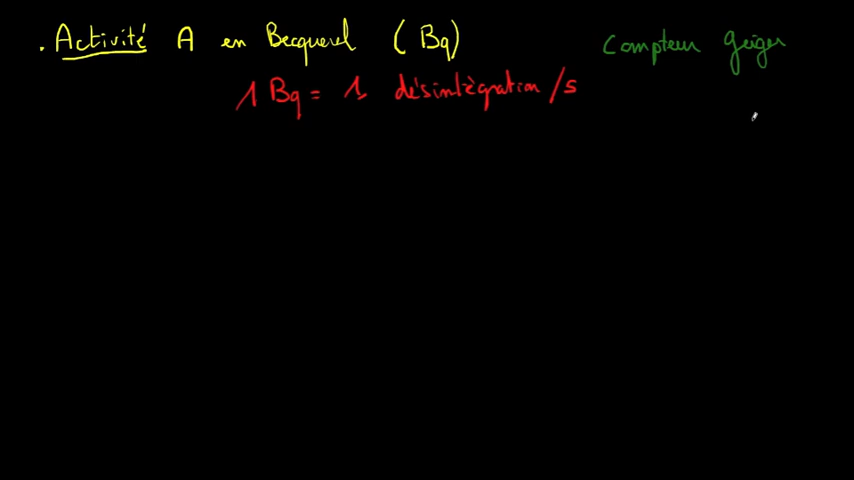 . Activité A en Becquerel (Bq)
Compteur Geiger
1 Bq = 1 désintégration/s